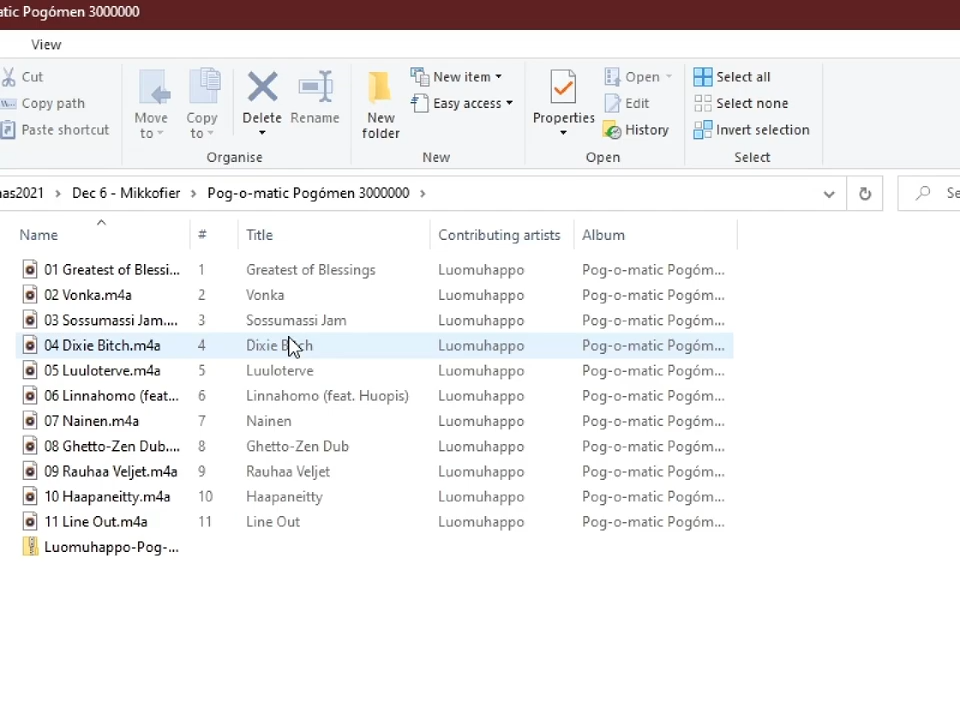 atic Pogómen 3000000
View
Cut
Copy path
Paste shortcut
Move to
Copy to
Delete
Rename
New folder
New item
Easy access
Properties
Open
Edit
History
Select all
Select none
Invert selection
Organise
New
Open
Select
as2021 > Dec 6 - Mikkofier > Pog-o-matic Pogómen 3000000 >
Se
Name # Title Contributing artists Album
01 Greatest of Blessi... 1 Greatest of Blessings Luomuhappo Pog-o-matic Pogóm...
02 Vonka.m4a 2 Vonka Luomuhappo Pog-o-matic Pogóm...
03 Sossumassi Jam.... 3 Sossumassi Jam Luomuhappo Pog-o-matic Pogóm...
04 Dixie Bitch.m4a 4 Dixie Bitch Luomuhappo Pog-o-matic Pogóm...
05 Luuloterve.m4a 5 Luuloterve Luomuhappo Pog-o-matic Pogóm...
06 Linnahomo (feat... 6 Linnahomo (feat. Huopis) Luomuhappo Pog-o-matic Pogóm...
07 Nainen.m4a 7 Nainen Luomuhappo Pog-o-matic Pogóm...
08 Ghetto-Zen Dub.... 8 Ghetto-Zen Dub Luomuhappo Pog-o-matic Pogóm...
09 Rauhaa Veljet.m4a 9 Rauhaa Veljet Luomuhappo Pog-o-matic Pogóm...
10 Haapaneitty.m4a 10 Haapaneitty Luomuhappo Pog-o-matic Pogóm...
11 Line Out.m4a 11 Line Out Luomuhappo Pog-o-matic Pogóm...
Luomuhappo-Pog-...